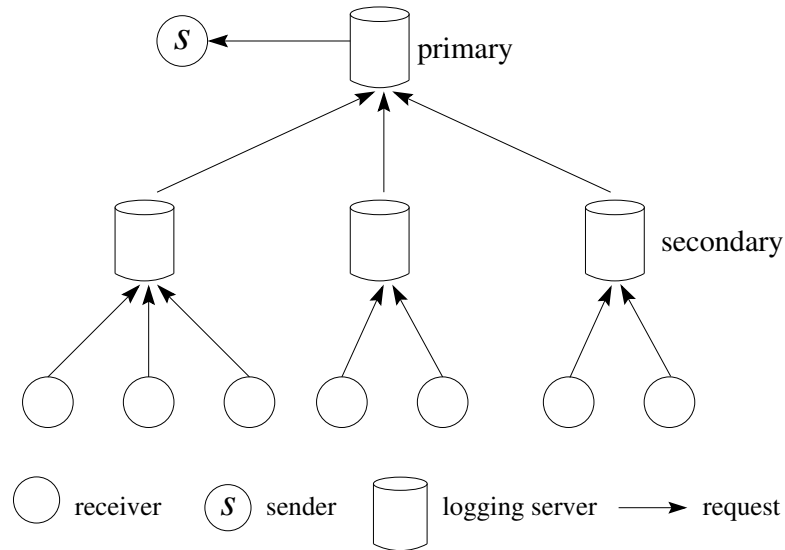 S
primary
secondary
receiver
S
sender
logging server
request